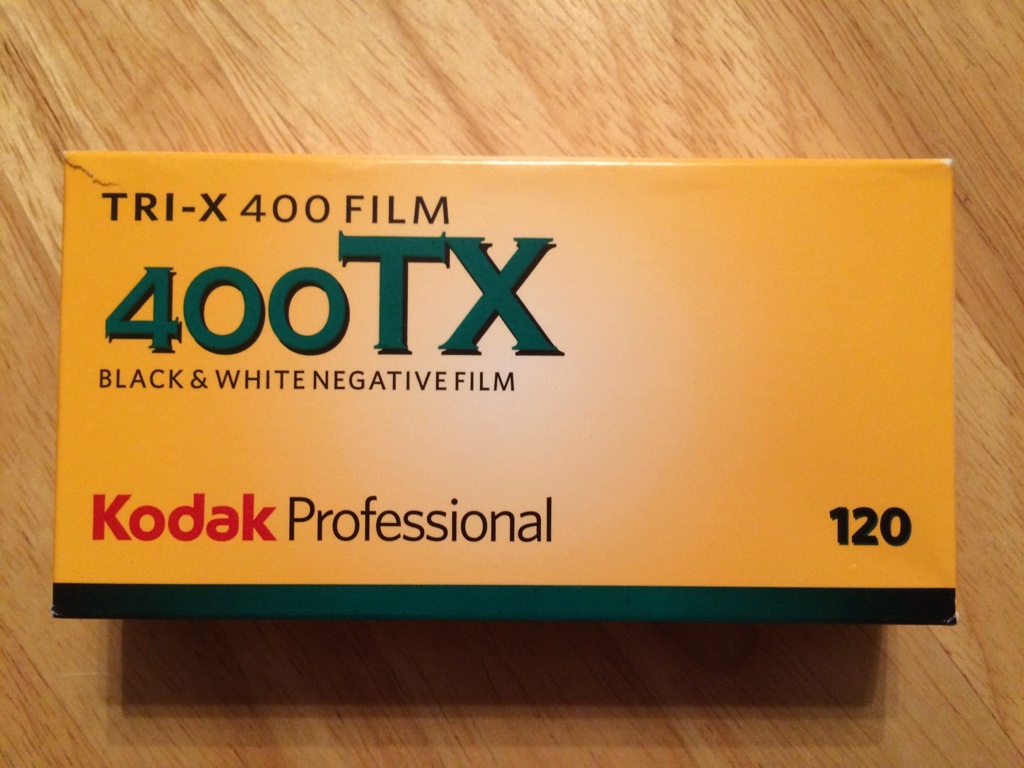 TRI-X 400 FILM
400TX
BLACK & WHITE NEGATIVE FILM
Kodak Professional
120